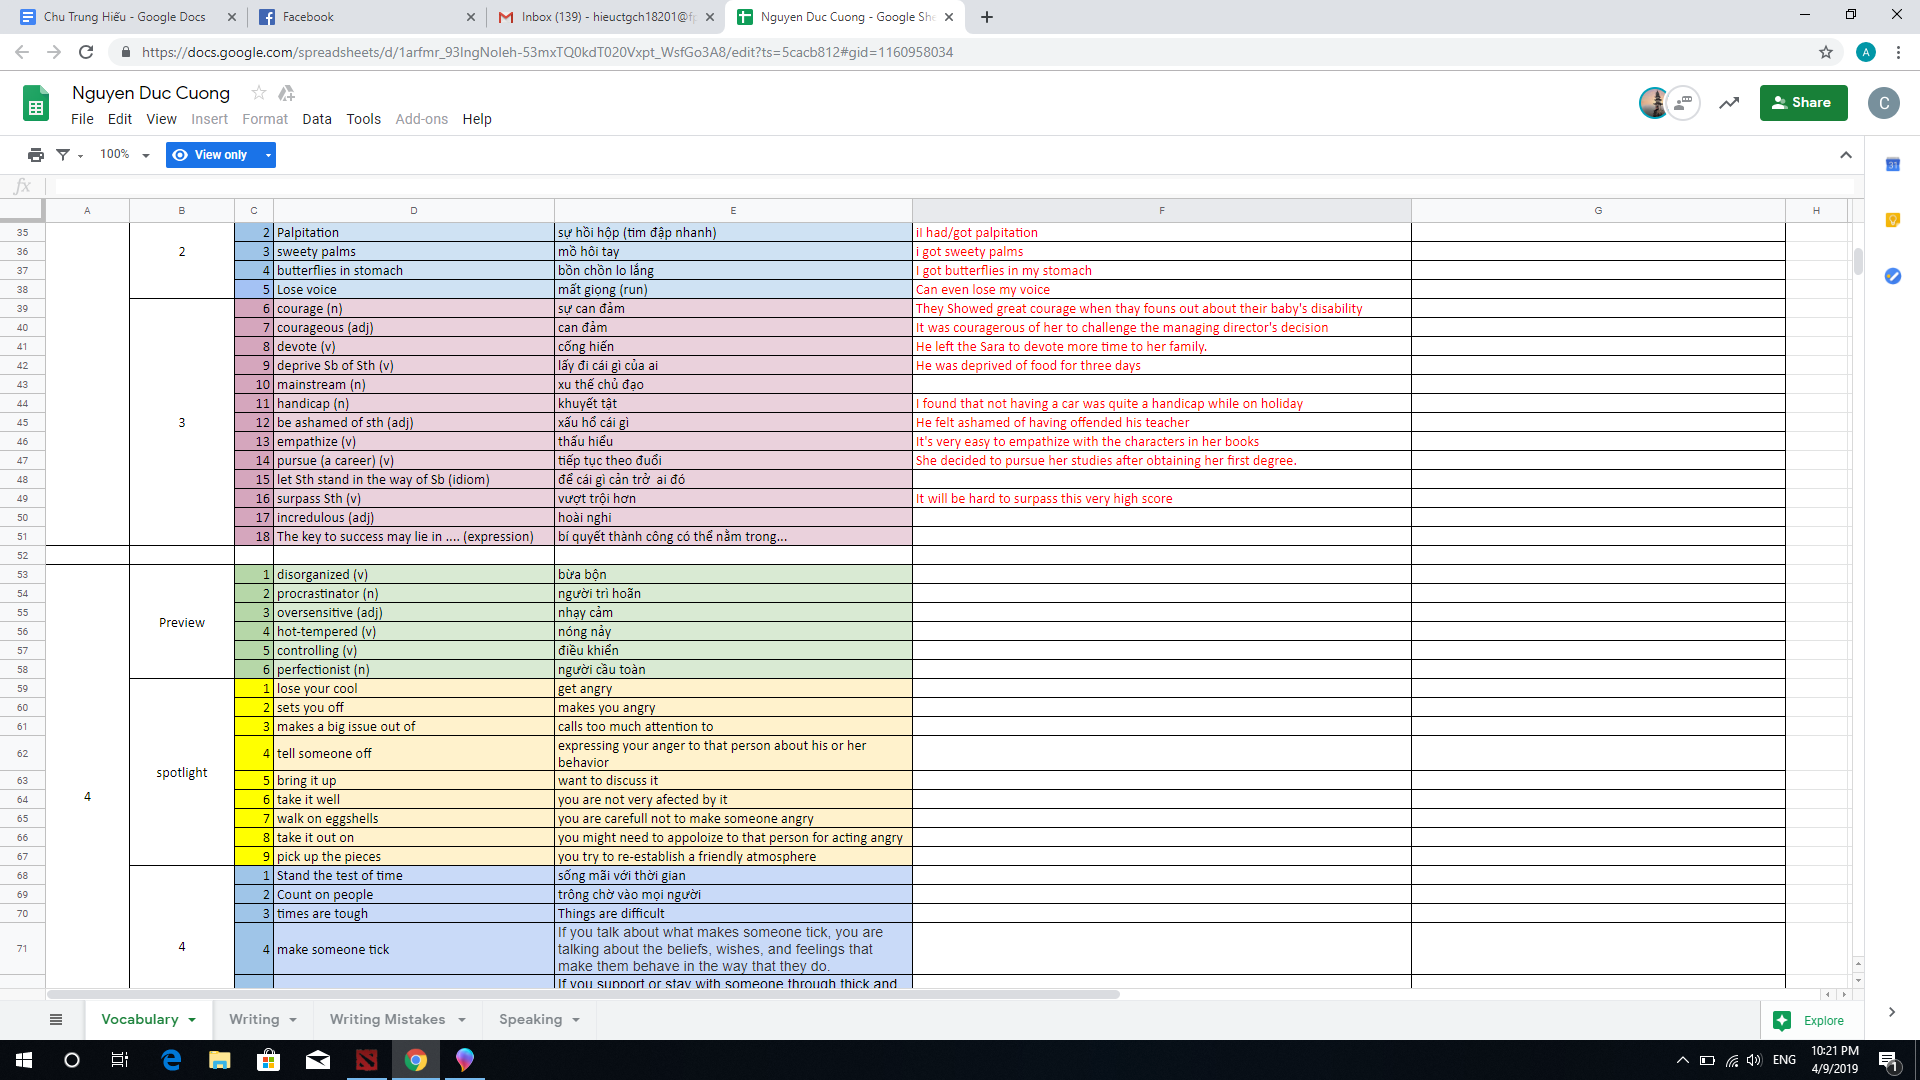 Chu Trung Hiếu - Google Docs
Facebook
Inbox (139) - hieuctgch18201@f
Nguyen Duc Cuong - Google She
https://docs.google.com/spreadsheets/d/1arfmr_93lngNoleh-53mxTQ0kdT020Vxpt_WsfGo3A8/edit?ts=5cacb812#gid=1160958034
A
Nguyen Duc Cuong
File Edit View Insert Format Data Tools Add-ons Help
Share
C
100%
View only
31
fx
A B C D E F G H
35 2 Palpitation sự hồi hộp (tim đập nhanh) iI had/got palpitation
36 2 3 sweety palms mồ hôi tay i got sweety palms
37 4 butterflies in stomach bồn chồn lo lắng I got butterflies in my stomach
38 5 Lose voice mất giọng (run) Can even lose my voice
39 6 courage (n) sự can đảm They Showed great courage when thay founs out about their baby's disability
40 7 courageous (adj) can đảm It was couragerous of her to challenge the managing director's decision
41 8 devote (v) cống hiến He left the Sara to devote more time to her family.
42 9 deprive Sb of Sth (v) lấy đi cái gì của ai He was deprived of food for three days
43 10 mainstream (n) xu thế chủ đạo
44 11 handicap (n) khuyết tật I found that not having a car was quite a handicap while on holiday
45 3 12 be ashamed of sth (adj) xấu hổ cái gì He felt ashamed of having offended his teacher
46 13 empathize (v) thấu hiểu It's very easy to empathize with the characters in her books
47 14 pursue (a career) (v) tiếp tục theo đuổi She decided to pursue her studies after obtaining her first degree.
48 15 let Sth stand in the way of Sb (idiom) để cái gì cản trở ai đó
49 16 surpass Sth (v) vượt trội hơn It will be hard to surpass this very high score
50 17 incredulous (adj) hoài nghi
51 18 The key to success may lie in .... (expression) bí quyết thành công có thể nằm trong...
52
53 1 disorganized (v) bừa bộn
54 2 procrastinator (n) người trì hoãn
55 3 oversensitive (adj) nhạy cảm
Preview
56 4 hot-tempered (v) nóng nảy
57 5 controlling (v) điều khiển
58 6 perfectionist (n) người cầu toàn
59 1 lose your cool get angry
60 2 sets you off makes you angry
61 3 makes a big issue out of calls too much attention to
62 4 tell someone off expressing your anger to that person about his or her
behavior
spotlight
63 5 bring it up want to discuss it
64 4 6 take it well you are not very afected by it
65 7 walk on eggshells you are carefull not to make someone angry
66 8 take it out on you might need to appoloize to that person for acting angry
67 9 pick up the pieces you try to re-establish a friendly atmosphere
68 1 Stand the test of time sống mãi với thời gian
69 2 Count on people trông chờ vào mọi người
70 3 times are tough Things are difficult
71 4 4 make someone tick If you talk about what makes someone tick, you are
talking about the beliefs, wishes, and feelings that
make them behave in the way that they do.
If you support or stay with someone through thick and
Vocabulary Writing Writing Mistakes Speaking
Explore
ENG
10:21 PM
4/9/2019
1